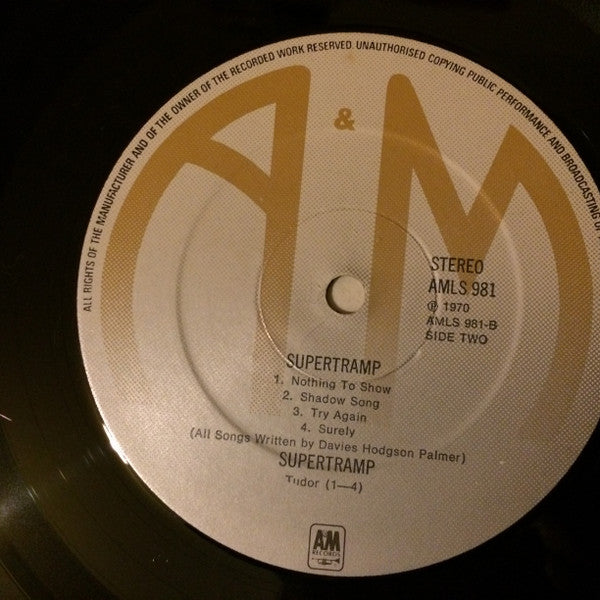 ALL RIGHTS OF THE MANUFACTURER AND OF THE OWNER OF THE RECORDED WORK RESERVED UNAUTHORISED COPYING PUBLIC PERFORMANCE AND BROADCASTING OF
A & M
STEREO
AMLS 981
℗ 1970
AMLS 981-B
SIDE TWO
SUPERTRAMP
1. Nothing To Show
2. Shadow Song
3. Try Again
4. Surely
(All Songs Written by Davies Hodgson Palmer)
SUPERTRAMP
Tudor (1—4)
AM
RECORDS